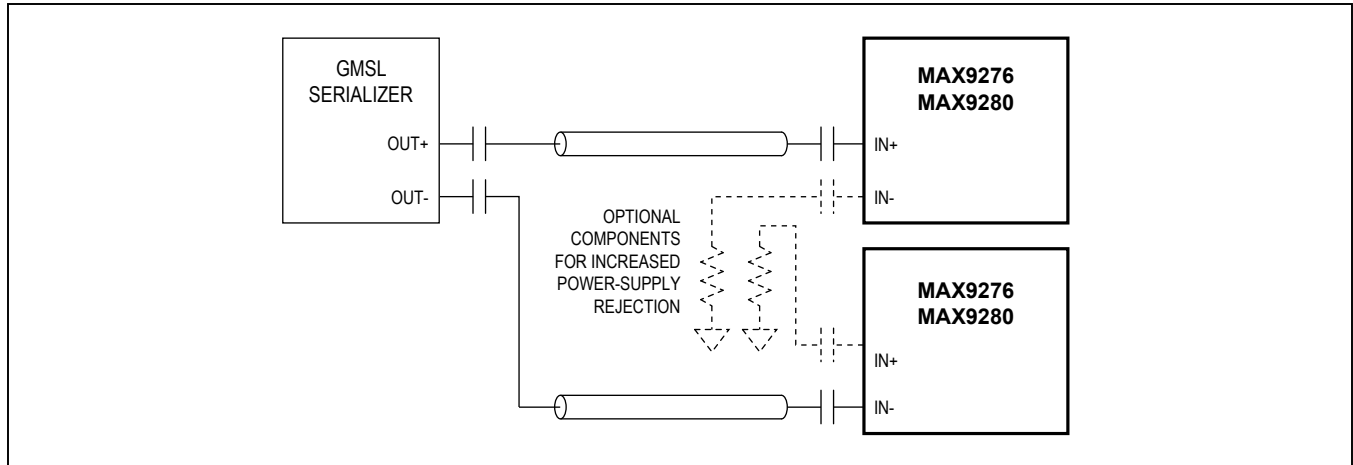 GMSL
SERIALIZER
OUT+
OUT-
OPTIONAL
COMPONENTS
FOR INCREASED
POWER-SUPPLY
REJECTION
MAX9276
MAX9280
IN+
IN-
MAX9276
MAX9280
IN+
IN-